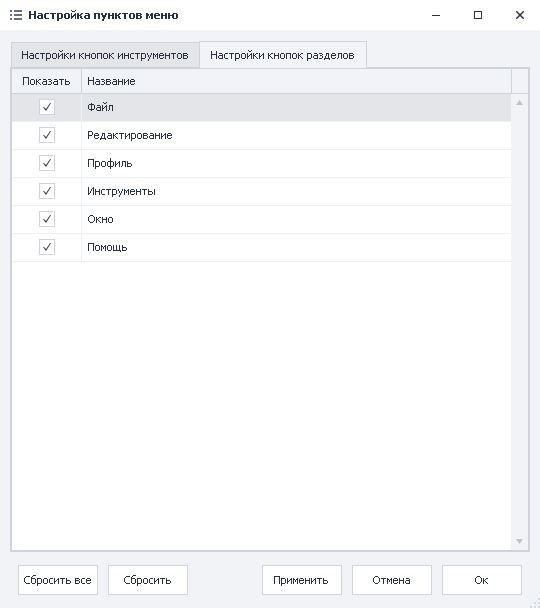 Настройка пунктов меню
Настройки кнопок инструментов Настройки кнопок разделов
Показать Название
Файл
Редактирование
Профиль
Инструменты
Окно
Помощь
Сбросить все Сбросить Применить Отмена Ок